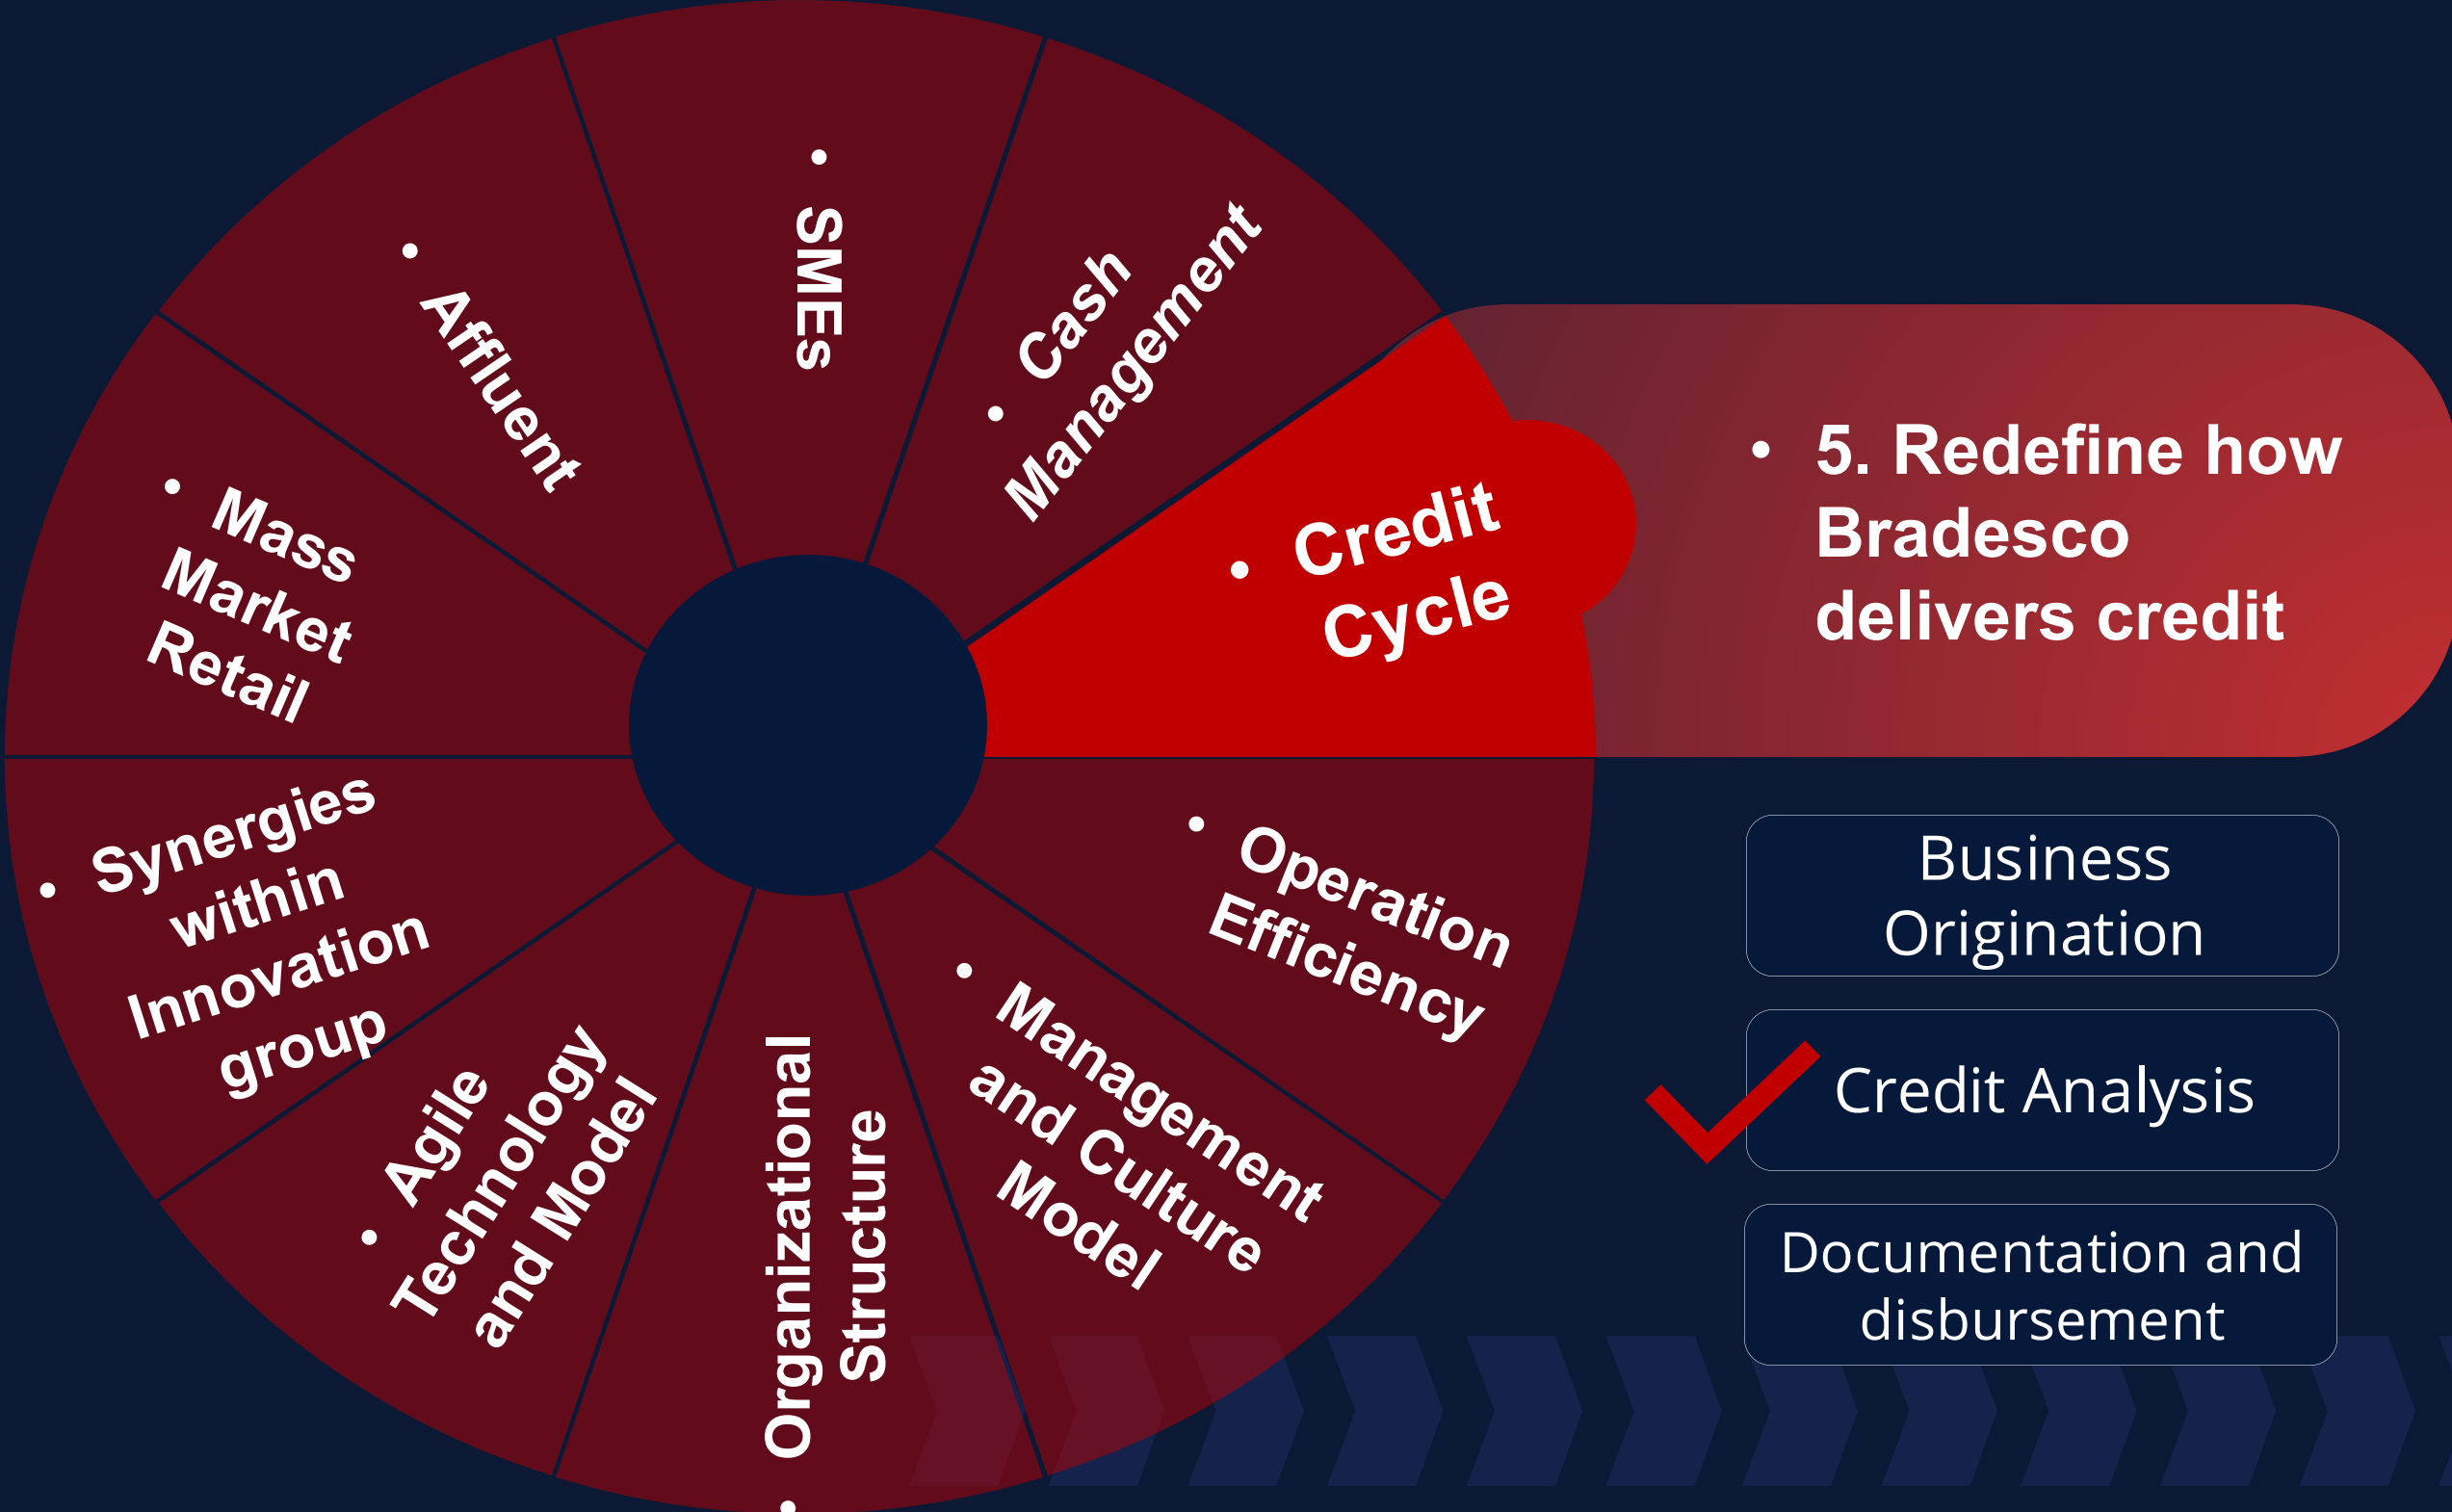 Mass
Market
Retail
Affluent
SMEs
Cash
Management
Credit
Cycle
5. Redefine how
Bradesco
delivers credit
Operation
Efficiency
Management
and Culture
Model
Organizational
Structure
Agile
Technology
and Model
Synergies
within
Innovation
group
Business
Origination
Credit Analysis
Documentation and
disbursement